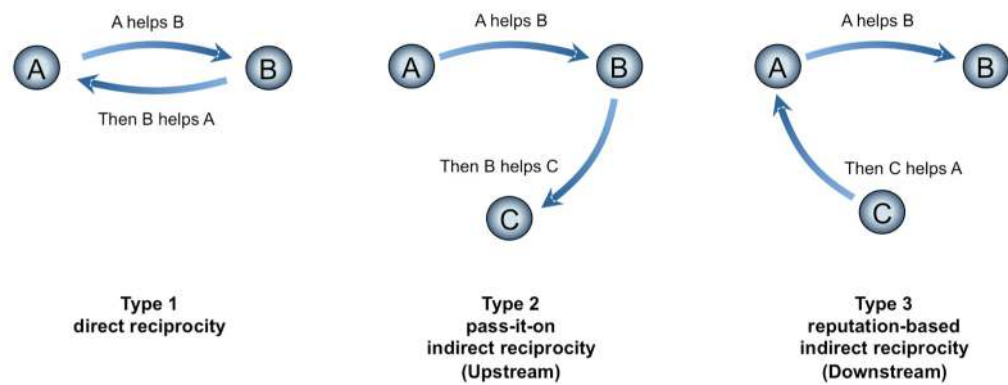 A helps B
A
B
Then B helps A
Type 1
direct reciprocity
A helps B
A
B
Then B helps C
C
Type 2
pass-it-on
indirect reciprocity
(Upstream)
A helps B
A
B
Then C helps A
C
Type 3
reputation-based
indirect reciprocity
(Downstream)